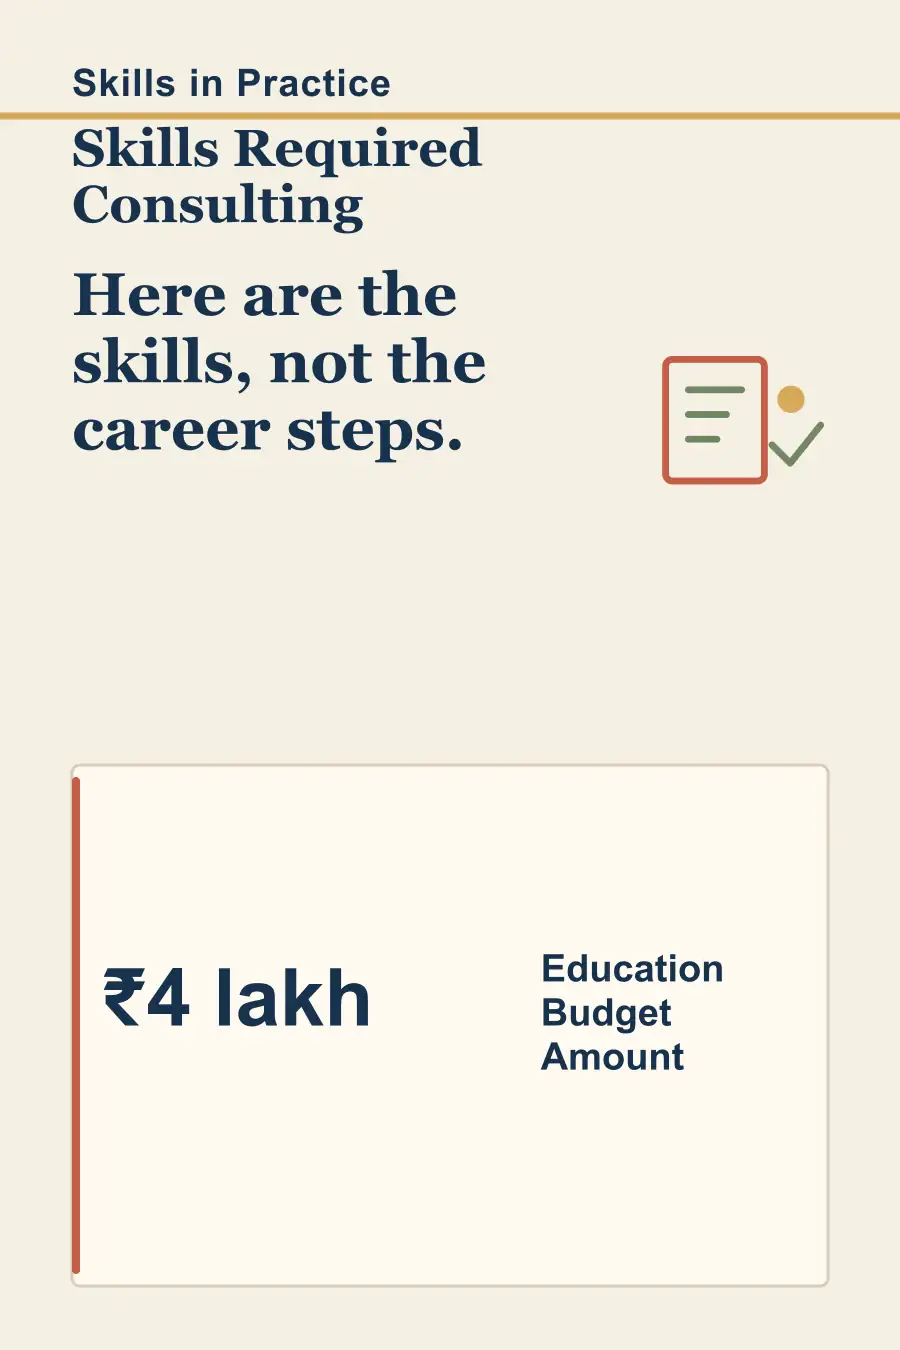 Skills in Practice
Skills Required
Consulting
Here are the
skills, not the
career steps.
₹4 lakh
Education
Budget
Amount